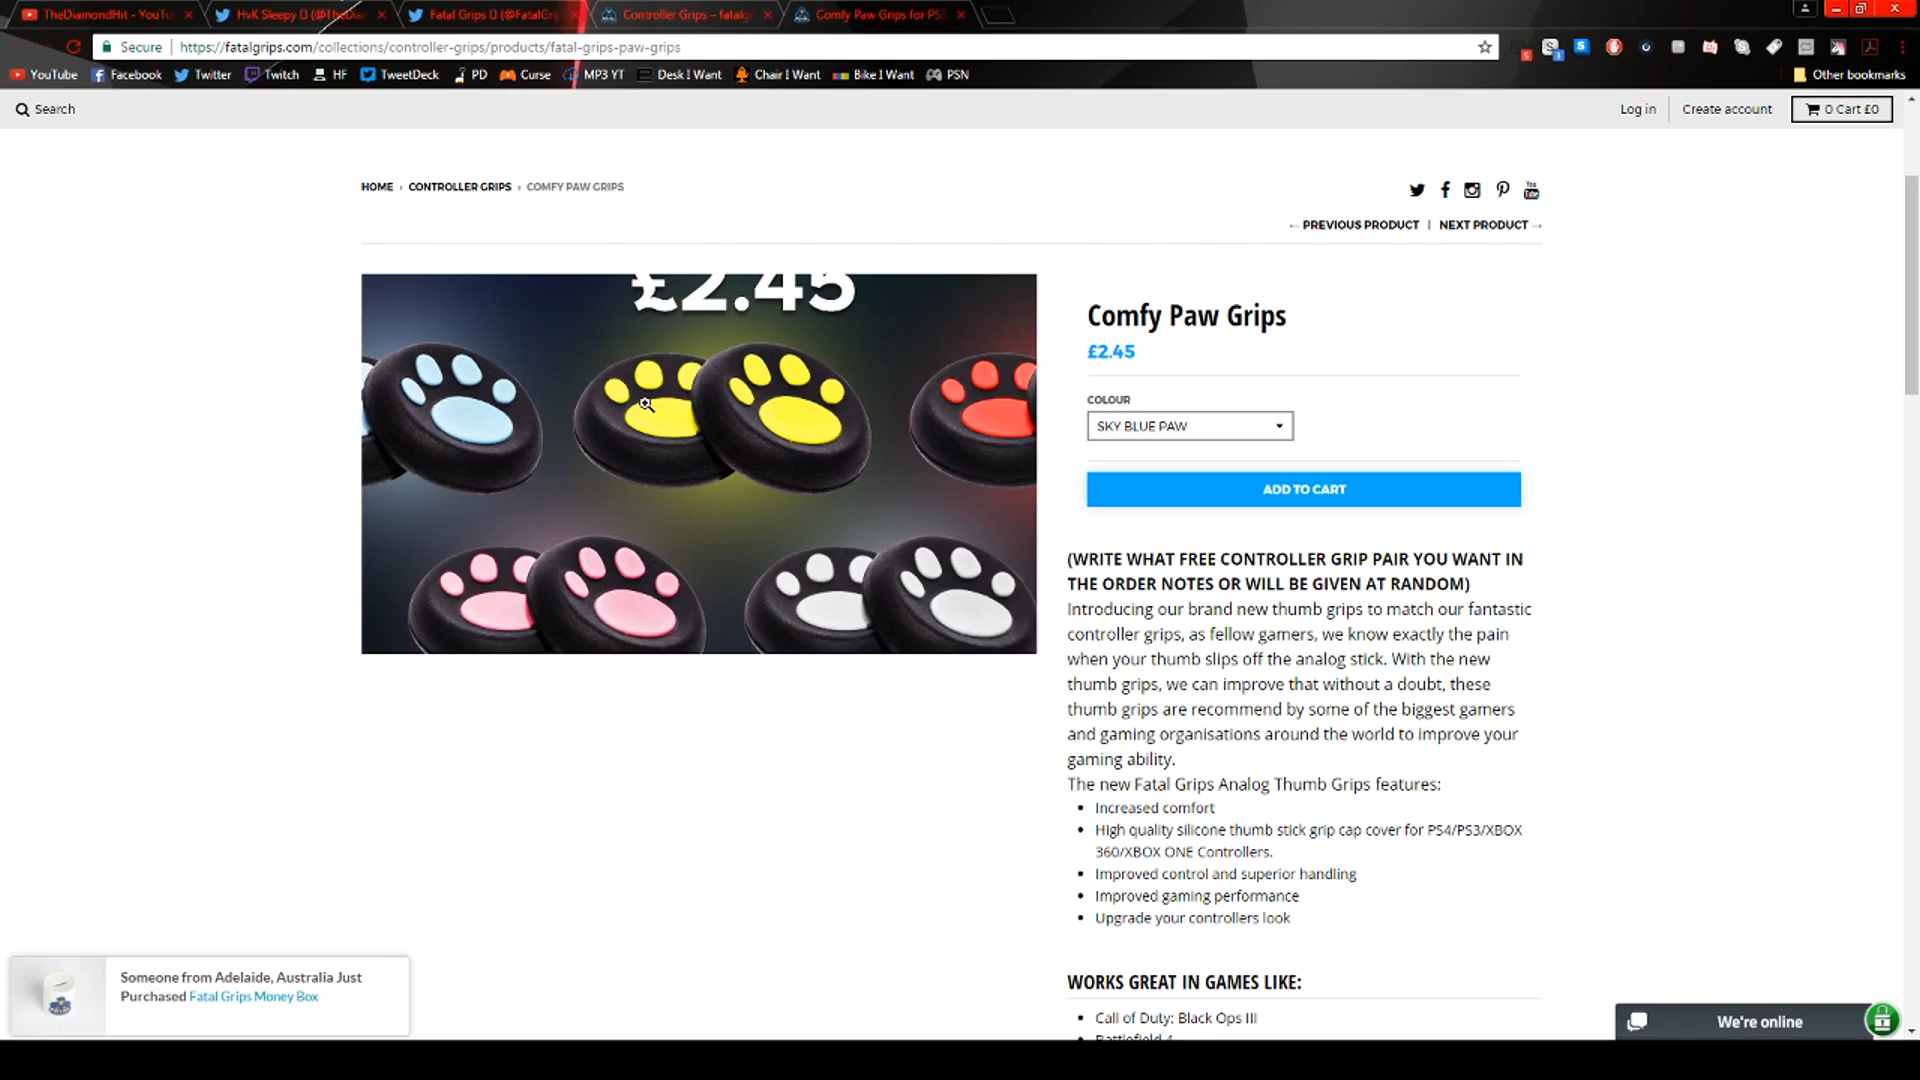 TheDiamondHit - YouTu
HvK Sleepy
Fatal Grips
Controller Grips – fatalg
Comfy Paw Grips for PS
Secure
https://fatalgrips.com/collections/controller-grips/products/fatal-grips-paw-grips
YouTube
Facebook
Twitter
Twitch
HF
TweetDeck
PD
Curse
MP3 YT
Desk I Want
Chair I Want
Bike I Want
PSN
Other bookmarks
Search
Log in
Create account
0 Cart £0
HOME › CONTROLLER GRIPS › COMFY PAW GRIPS
← PREVIOUS PRODUCT | NEXT PRODUCT →
£2.45
Comfy Paw Grips
£2.45
COLOUR
SKY BLUE PAW
ADD TO CART
(WRITE WHAT FREE CONTROLLER GRIP PAIR YOU WANT IN
THE ORDER NOTES OR WILL BE GIVEN AT RANDOM)
Introducing our brand new thumb grips to match our fantastic
controller grips, as fellow gamers, we know exactly the pain
when your thumb slips off the analog stick. With the new
thumb grips, we can improve that without a doubt, these
thumb grips are recommend by some of the biggest gamers
and gaming organisations around the world to improve your
gaming ability.
The new Fatal Grips Analog Thumb Grips features:
• Increased comfort
• High quality silicone thumb stick grip cap cover for PS4/PS3/XBOX
360/XBOX ONE Controllers.
• Improved control and superior handling
• Improved gaming performance
• Upgrade your controllers look
WORKS GREAT IN GAMES LIKE:
• Call of Duty: Black Ops III
Battlefield 4
Someone from Adelaide, Australia Just
Purchased Fatal Grips Money Box
We're online